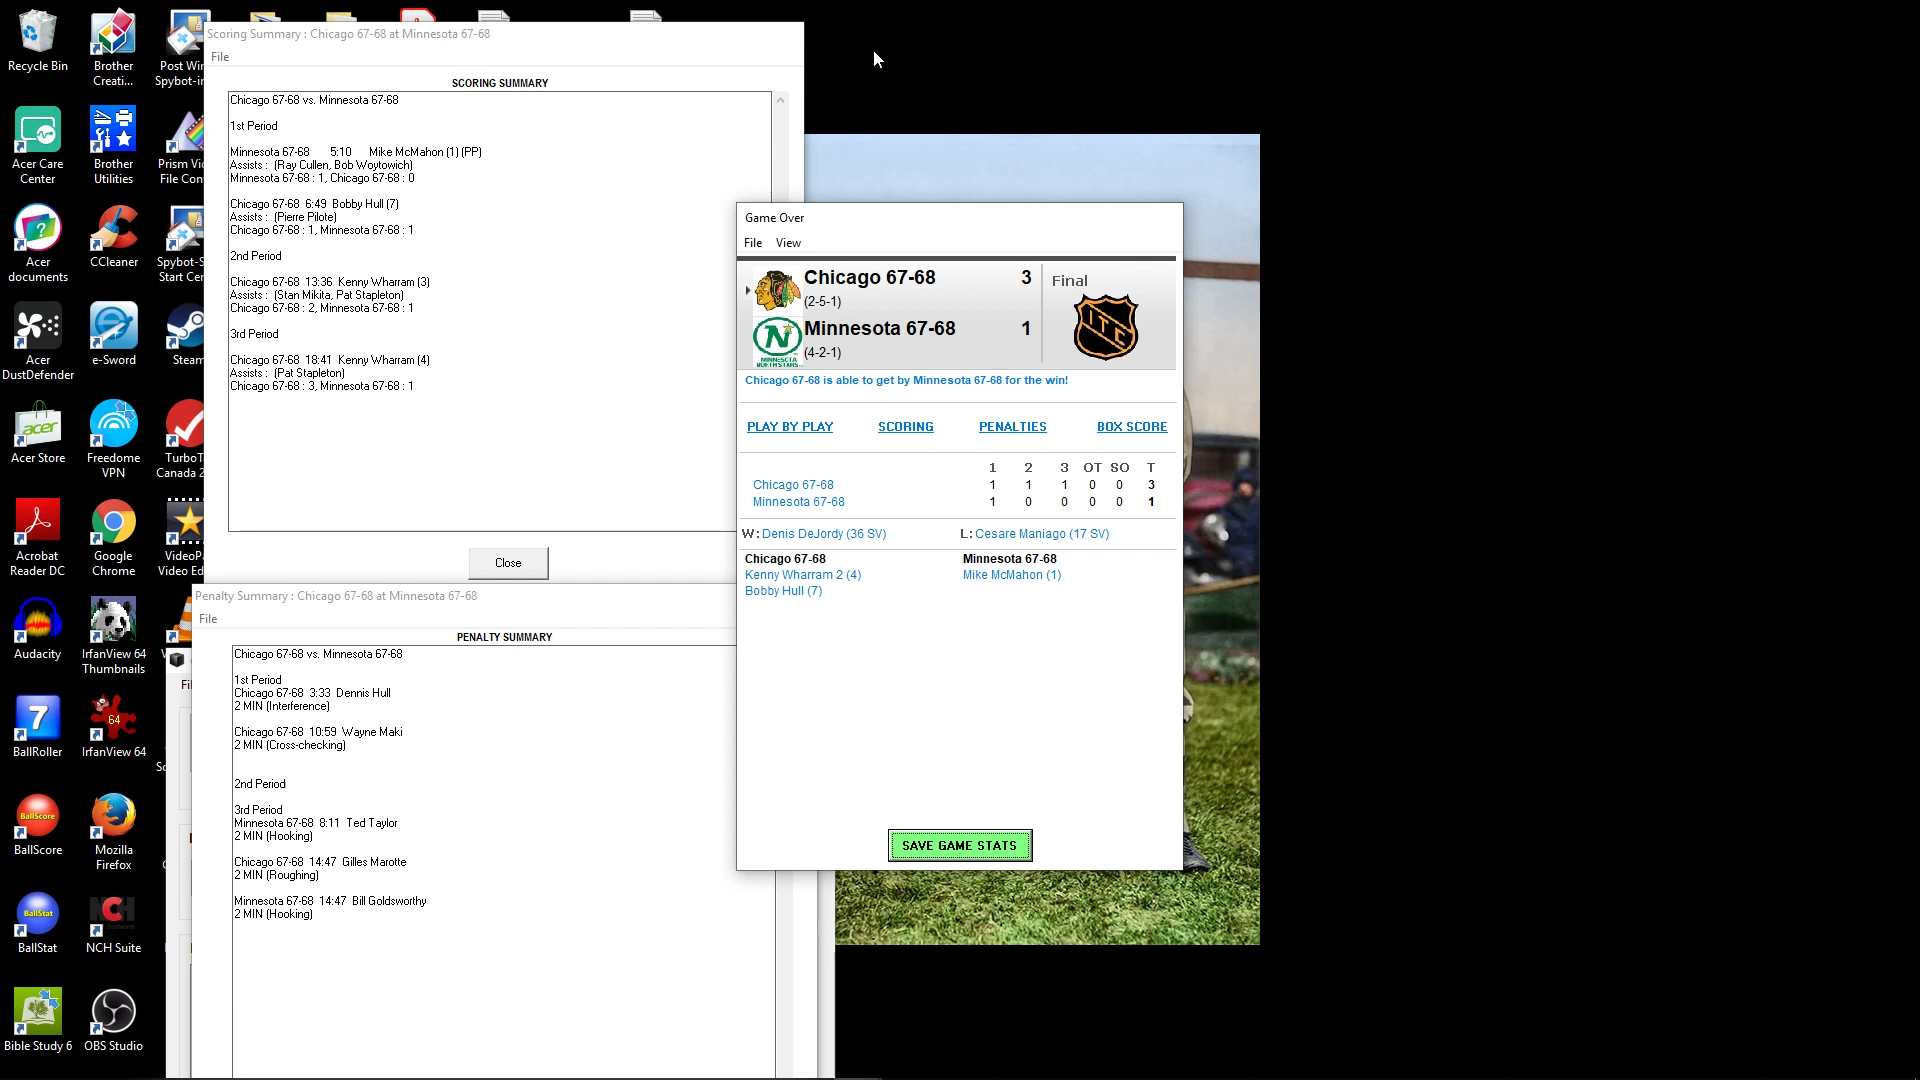 Recycle Bin
Brother
Creati...
Post Win
Spybot-in
Acer Care
Center
Brother
Utilities
Prism Vic
File Con
Acer
documents
CCleaner
Spybot-S
Start Cen
Acer
DustDefender
e-Sword
Steam
Acer Store
Freedome
VPN
TurboT
Canada 2
Acrobat
Reader DC
Google
Chrome
VideoP
Video Ed
Audacity
IrfanView 64
Thumbnails
BallRoller
IrfanView 64
BallScore
Mozilla
Firefox
BallStat
NCH Suite
Bible Study 6
OBS Studio
Scoring Summary : Chicago 67-68 at Minnesota 67-68
File
SCORING SUMMARY
Chicago 67-68 vs. Minnesota 67-68
1st Period
Minnesota 67-68 5:10 Mike McMahon (1) (PP)
Assists : (Ray Cullen, Bob Woytowich)
Minnesota 67-68 : 1, Chicago 67-68 : 0
Chicago 67-68 6:49 Bobby Hull (7)
Assists : (Pierre Pilote)
Chicago 67-68 : 1, Minnesota 67-68 : 1
2nd Period
Chicago 67-68 13:36 Kenny Wharram (3)
Assists : (Stan Mikita, Pat Stapleton)
Chicago 67-68 : 2, Minnesota 67-68 : 1
3rd Period
Chicago 67-68 18:41 Kenny Wharram (4)
Assists : (Pat Stapleton)
Chicago 67-68 : 3, Minnesota 67-68 : 1
Close
Penalty Summary : Chicago 67-68 at Minnesota 67-68
File
PENALTY SUMMARY
Chicago 67-68 vs. Minnesota 67-68
1st Period
Chicago 67-68 3:33 Dennis Hull
2 MIN (Interference)
Chicago 67-68 10:59 Wayne Maki
2 MIN (Cross-checking)
2nd Period
3rd Period
Minnesota 67-68 8:11 Ted Taylor
2 MIN (Hooking)
Chicago 67-68 14:47 Gilles Marotte
2 MIN (Roughing)
Minnesota 67-68 14:47 Bill Goldsworthy
2 MIN (Hooking)
Game Over
File View
Chicago 67-68 3 Final
(2-5-1)
Minnesota 67-68 1
(4-2-1)
Chicago 67-68 is able to get by Minnesota 67-68 for the win!
PLAY BY PLAY SCORING PENALTIES BOX SCORE
1 2 3 OT SO T
Chicago 67-68 1 1 1 0 0 3
Minnesota 67-68 1 0 0 0 0 1
W: Denis DeJordy (36 SV) L: Cesare Maniago (17 SV)
Chicago 67-68 Minnesota 67-68
Kenny Wharram 2 (4) Mike McMahon (1)
Bobby Hull (7)
SAVE GAME STATS